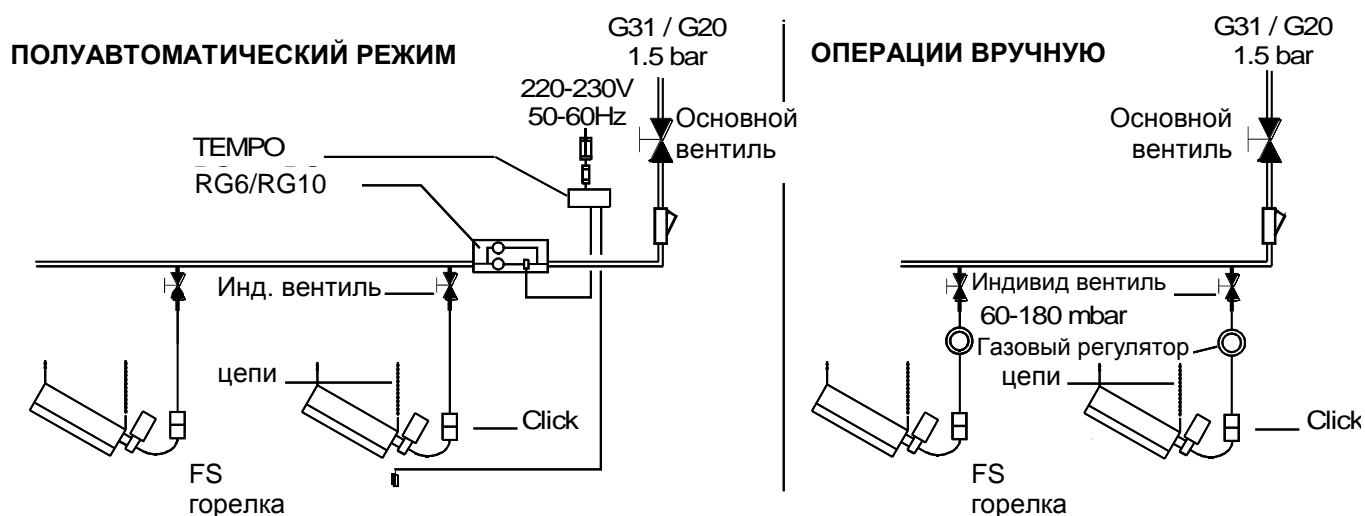 ПОЛУАВТОМАТИЧЕСКИЙ РЕЖИМ
G31 / G20
1.5 bar
220-230V
50-60Hz
Основной
вентиль
TEMPO
RG6/RG10
Инд. вентиль
цепи
Click
FS
горелка
ОПЕРАЦИИ ВРУЧНУЮ
G31 / G20
1.5 bar
Основной
вентиль
Индивид вентиль
60-180 mbar
Газовый регулятор
цепи
Click
FS
горелка